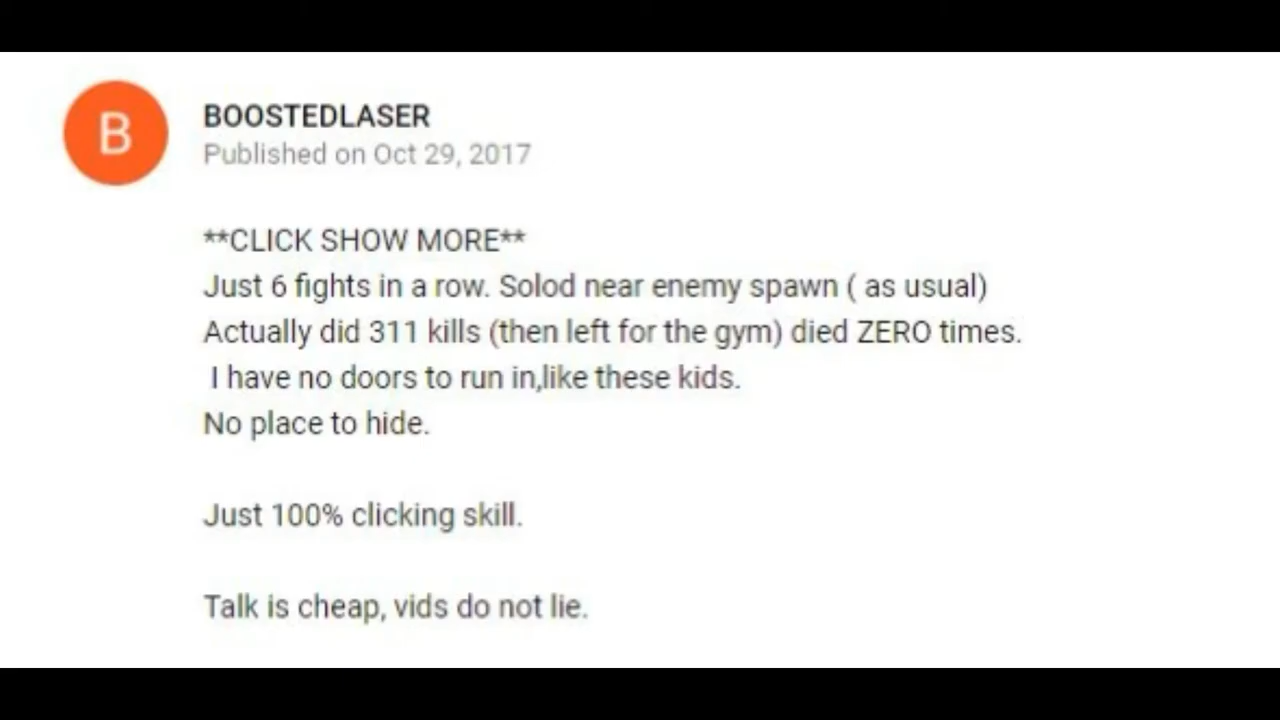 B
BOOSTEDLASER
Published on Oct 29, 2017
**CLICK SHOW MORE**
Just 6 fights in a row. Solod near enemy spawn ( as usual)
Actually did 311 kills (then left for the gym) died ZERO times.
I have no doors to run in,like these kids.
No place to hide.
Just 100% clicking skill.
Talk is cheap, vids do not lie.